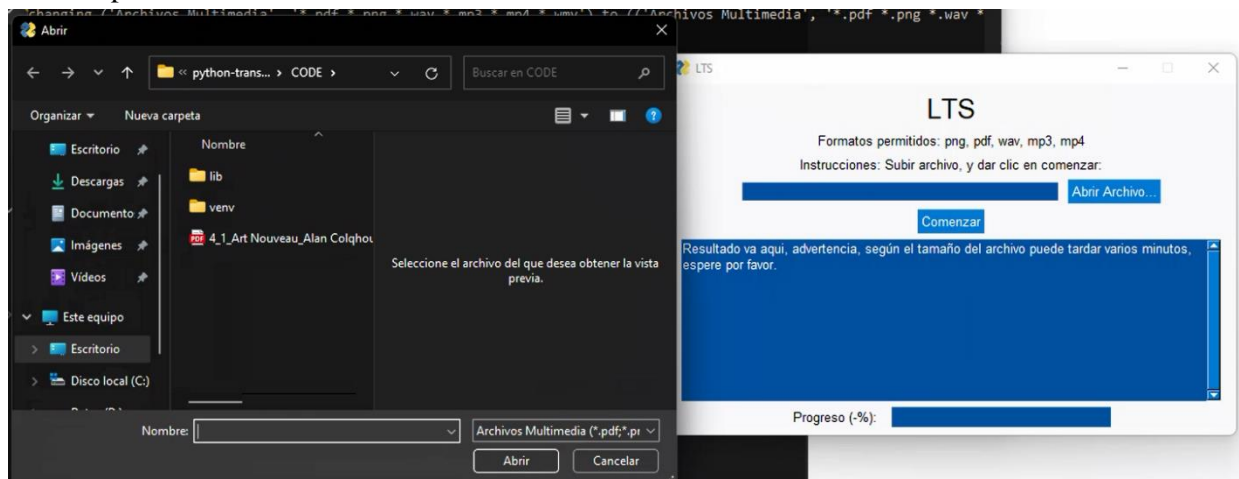 'changing ('Archivos Multimedia', '*.pdf *.png *.wav *.mp3 *.mp4 *.wmv') to (('Archivos Multimedia', '*.pdf *.png *.wav *
Abrir
« python-trans... › CODE ›
Buscar en CODE
Organizar
Nueva carpeta
Escritorio
Descargas
Documento
Imágenes
Vídeos
Este equipo
Escritorio
Disco local (C:)
Nombre
lib
venv
4_1_Art Nouveau_Alan Colqhou
Seleccione el archivo del que desea obtener la vista
previa.
Nombre:
Archivos Multimedia (*.pdf;*.pr
Abrir
Cancelar
LTS
LTS
Formatos permitidos: png, pdf, wav, mp3, mp4
Instrucciones: Subir archivo, y dar clic en comenzar:
Abrir Archivo...
Comenzar
Resultado va aqui, advertencia, según el tamaño del archivo puede tardar varios minutos,
espere por favor.
Progreso (-%):